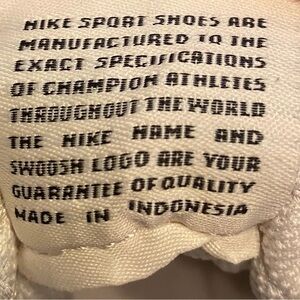 NIKE SPORT SHOES ARE
MANUFACTURED TO THE
EXACT SPECIFICATIONS
OF CHAMPION ATHLETES
THROUGHOUT THE WORLD
THE NIKE NAME AND
SWOOSH LOGO ARE YOUR
GUARANTEE OF QUALITY
MADE IN INDONESIA